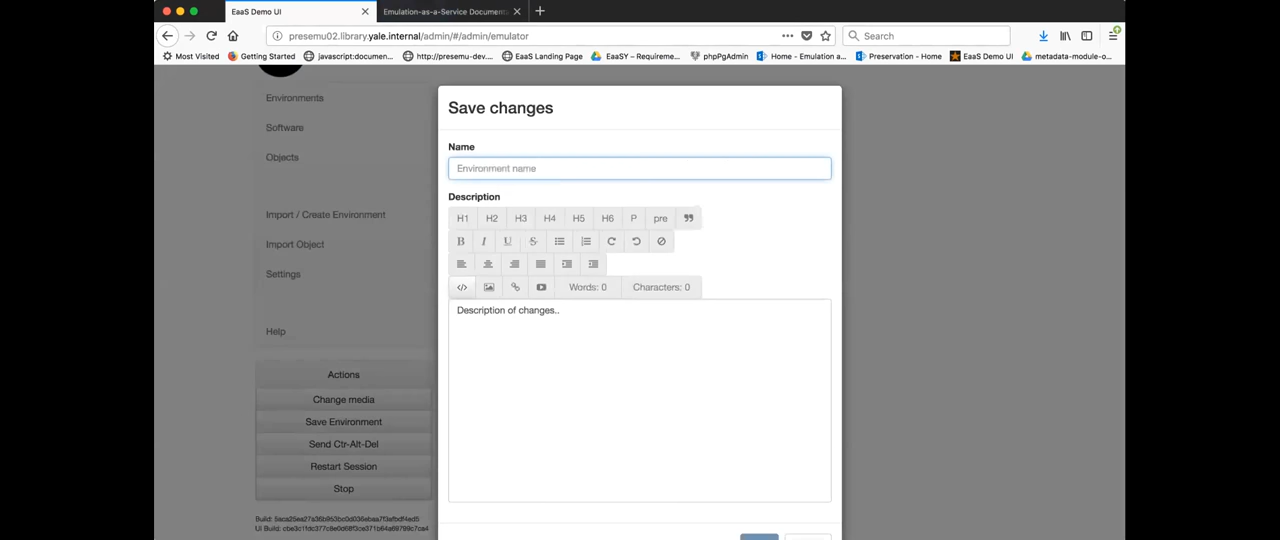 EaaS Demo UI
Emulation-as-a-Service Documenta
presemu02.library.yale.internal/admin/#/admin/emulator
Search
Most Visited Getting Started javascript:documen... http://presemu-dev.... EaaS Landing Page EaaSY – Requireme... phpPgAdmin Home - Emulation a... Preservation - Home EaaS Demo UI metadata-module-o...
Environments
Software
Objects
Import / Create Environment
Import Object
Settings
Help
Actions
Change media
Save Environment
Send Ctr-Alt-Del
Restart Session
Stop
UI Build:
Save changes
Name
Environment name
Description
H1 H2 H3 H4 H5 H6 P pre
B I U S
Words: 0 Characters: 0
Description of changes..